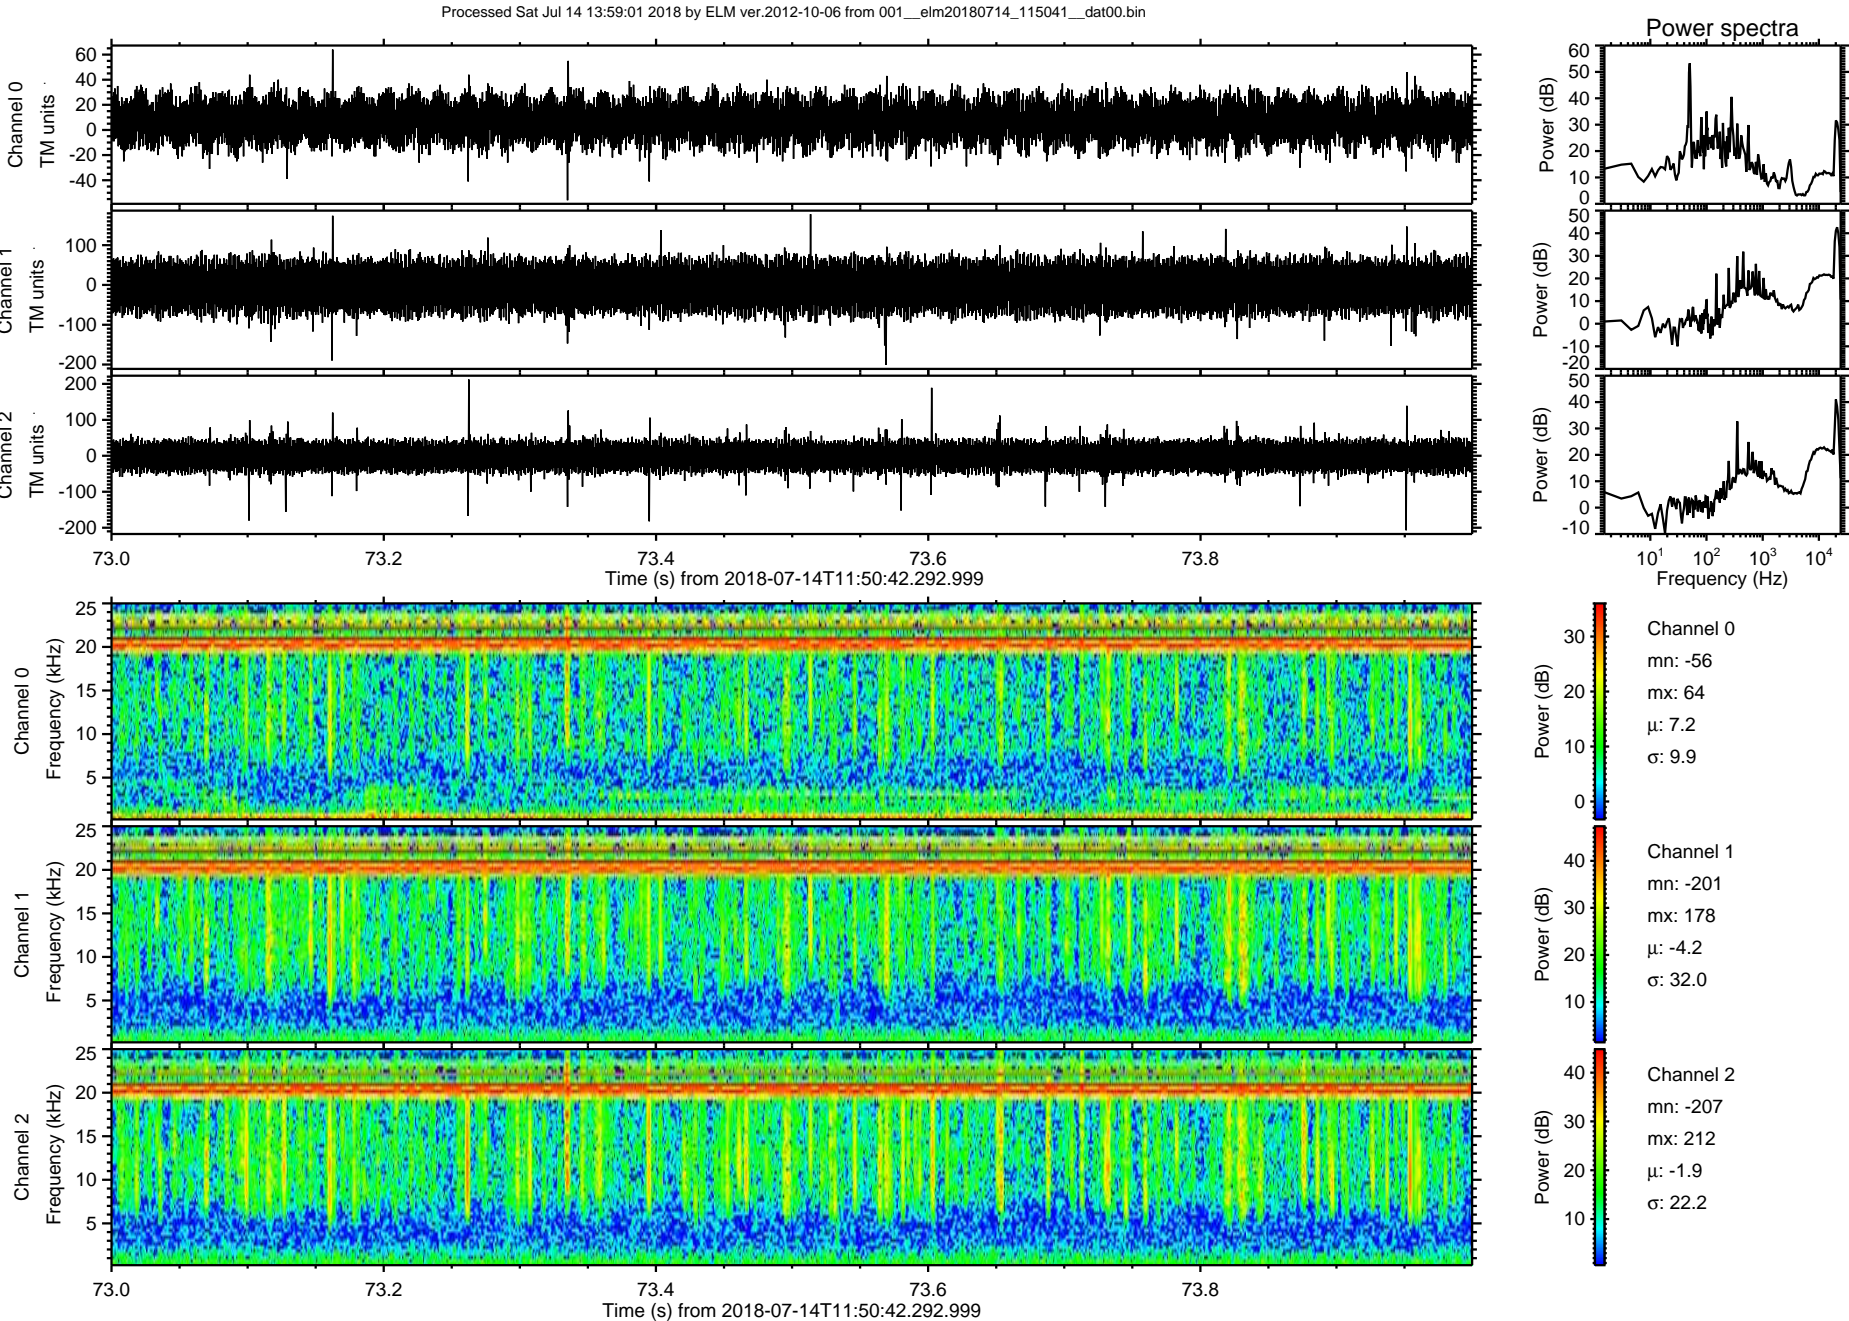 Processed Sat Jul 14 13:59:01 2018 by ELM ver.2012-10-06 from 001__elm20180714_115041__dat00.bin
Power spectra
Channel 0
TM units
60
40
20
0
-20
-40
Power (dB)
60
50
40
30
20
10
0
Channel 1
TM units
100
0
-100
-200
Power (dB)
50
40
30
20
10
0
-10
-20
Channel 2
TM units
200
100
0
-100
-200
Power (dB)
50
40
30
20
10
0
-10
73.0 73.2 73.4 73.6 73.8
Time (s) from 2018-07-14T11:50:42.292.999
10¹ 10² 10³ 10⁴
Frequency (Hz)
Channel 0
Frequency (kHz)
25
20
15
10
5
Power (dB)
30
20
10
0
Channel 0
mn: -56
mx: 64
μ: 7.2
σ: 9.9
Channel 1
Frequency (kHz)
25
20
15
10
5
Power (dB)
40
30
20
10
Channel 1
mn: -201
mx: 178
μ: -4.2
σ: 32.0
Channel 2
Frequency (kHz)
25
20
15
10
5
Power (dB)
40
30
20
10
Channel 2
mn: -207
mx: 212
μ: -1.9
σ: 22.2
73.0 73.2 73.4 73.6 73.8
Time (s) from 2018-07-14T11:50:42.292.999